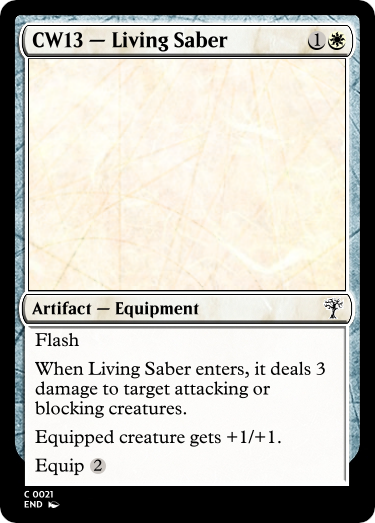 CW13 — Living Saber 1
Artifact — Equipment
Flash
When Living Saber enters, it deals 3
damage to target attacking or
blocking creatures.
Equipped creature gets +1/+1.
Equip 2
C 0021
END